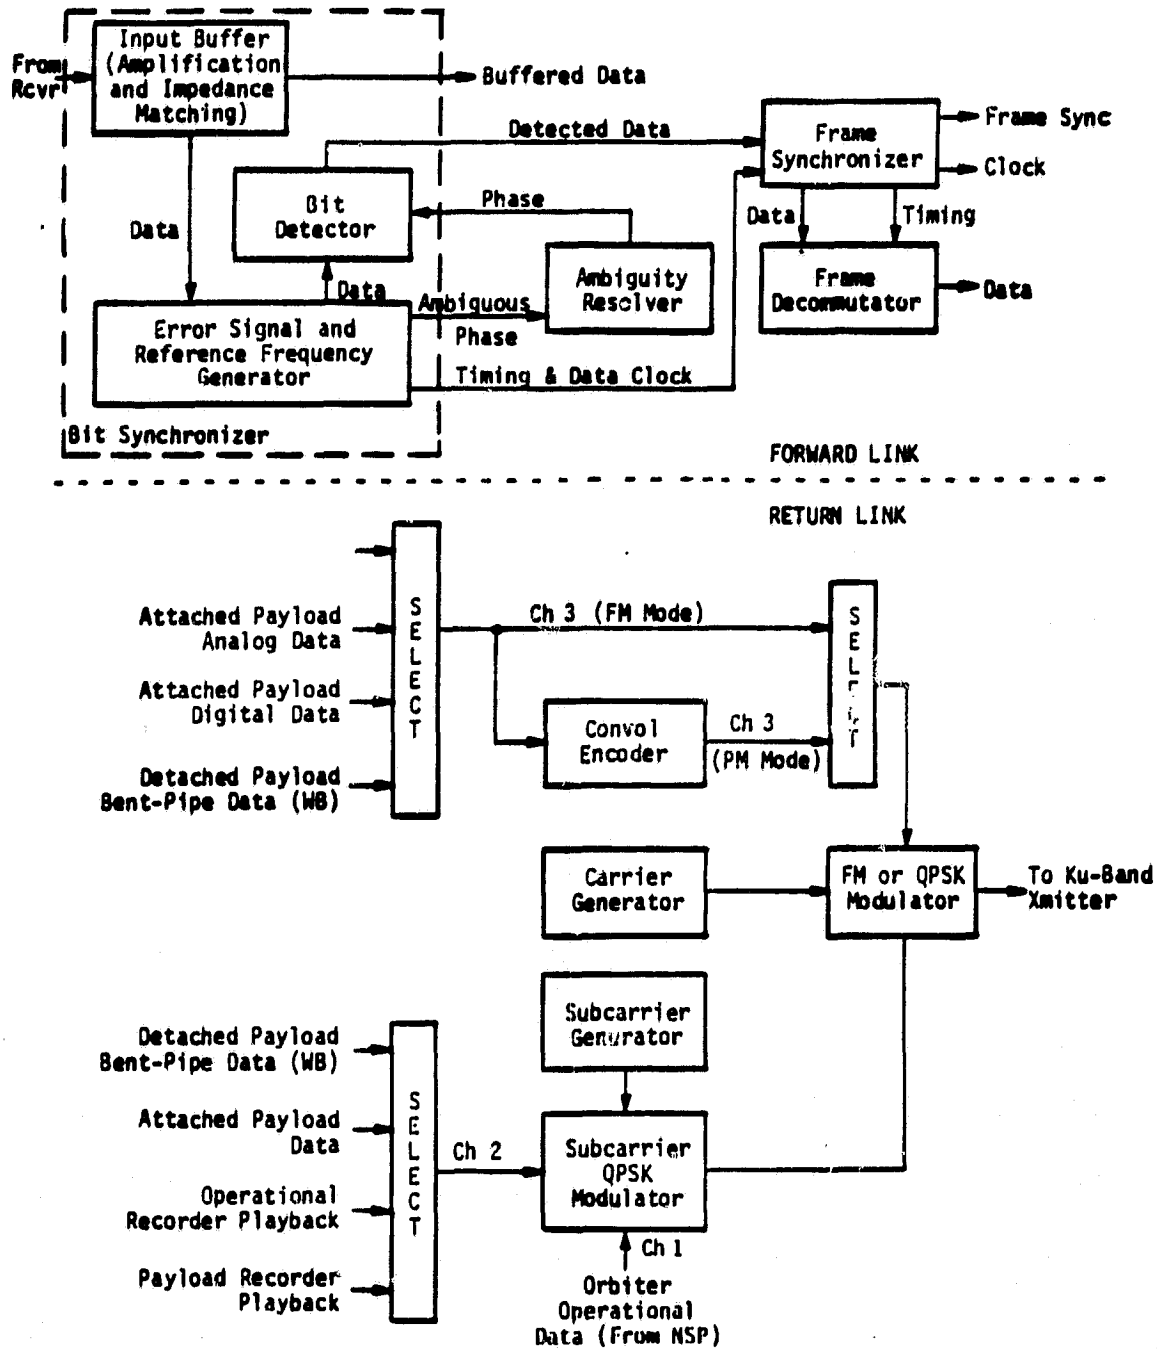 Input Buffer
(Amplification
and Impedance
Matching)
From
Rcvr
Buffered Data
Detected Data
Frame
Synchronizer
Frame Sync
Clock
Bit
Detector
Phase
Data
Data
Timing
Data
Ambiguity
Resolver
Frame
Decommutator
Data
Ambiguous
Phase
Error Signal and
Reference Frequency
Generator
Timing & Data Clock
Bit Synchronizer
FORWARD LINK
RETURN LINK
SELECT
Attached Payload
Analog Data
Attached Payload
Digital Data
Detached Payload
Bent-Pipe Data (WB)
Ch 3 (FM Mode)
Convol
Encoder
Ch 3
(PM Mode)
SELECT
Carrier
Generator
FM or QPSK
Modulator
To Ku-Band
Xmitter
Subcarrier
Generator
Detached Payload
Bent-Pipe Data (WB)
Attached Payload
Data
Operational
Recorder Playback
Payload Recorder
Playback
SELECT
Ch 2
Subcarrier
QPSK
Modulator
Ch 1
Orbiter
Operational
Data (From NSP)